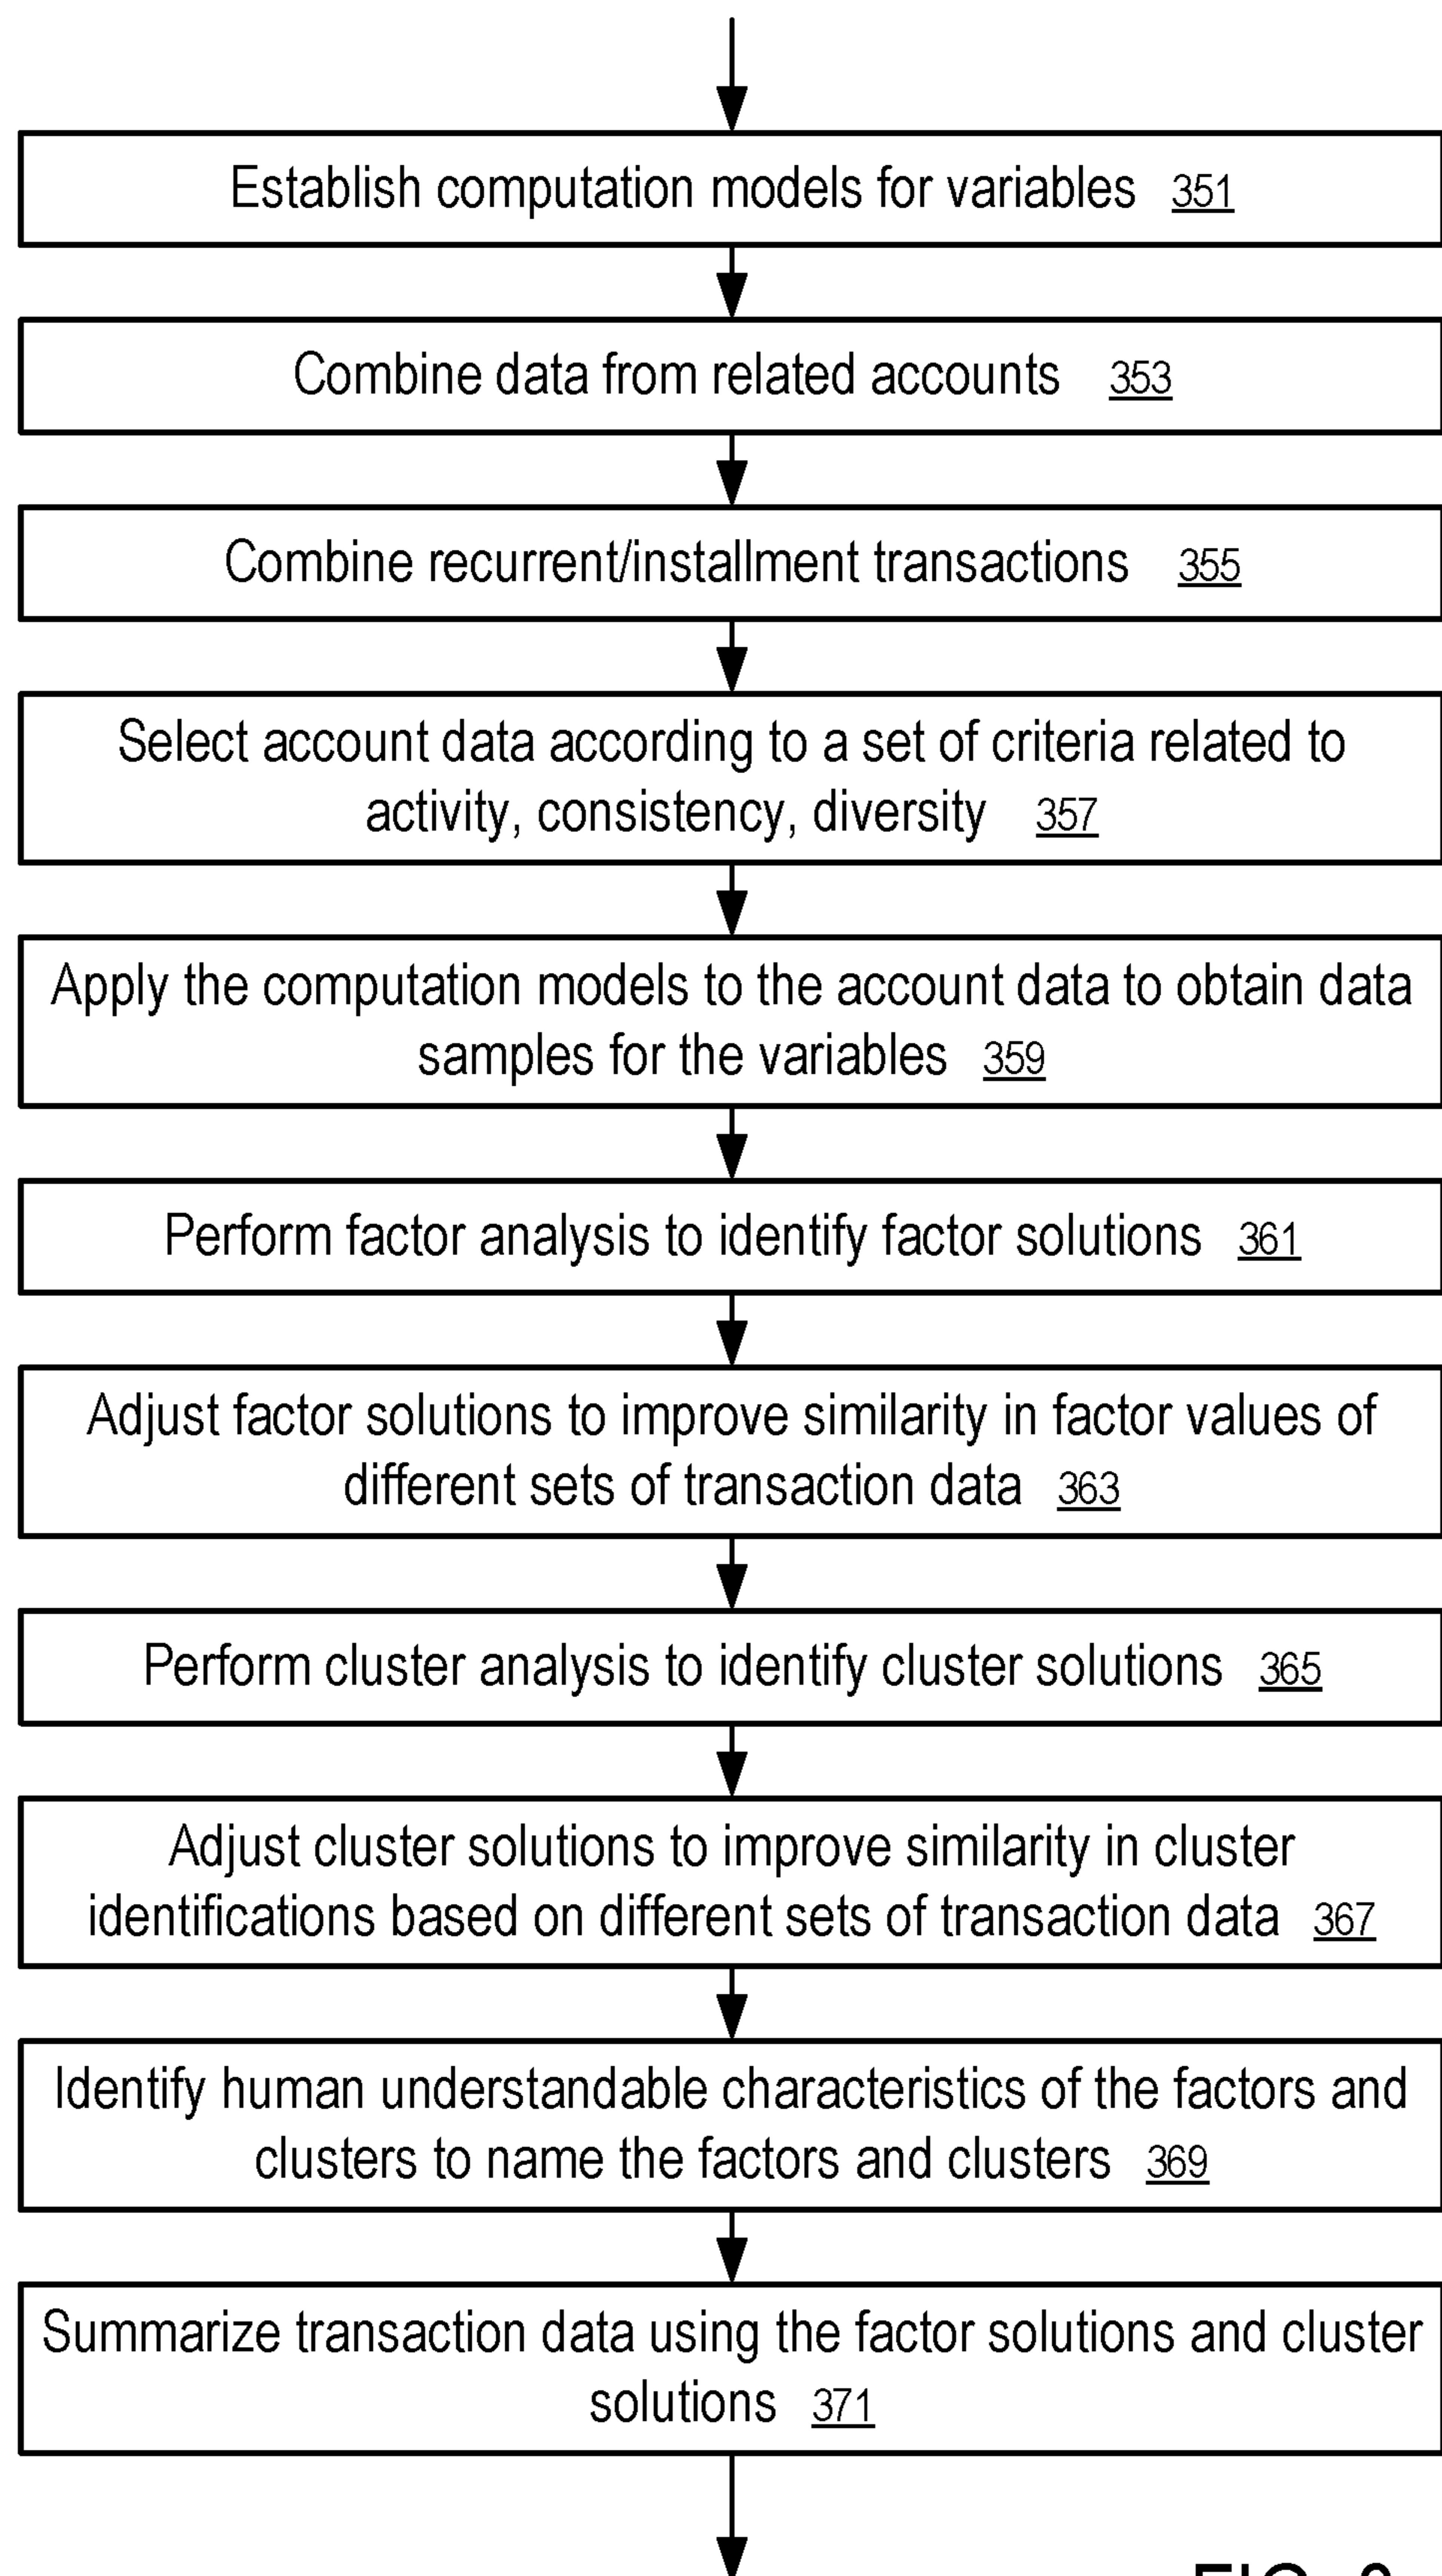 Establish computation models for variables 351
Combine data from related accounts 353
Combine recurrent/installment transactions 355
Select account data according to a set of criteria related to
activity, consistency, diversity 357
Apply the computation models to the account data to obtain data
samples for the variables 359
Perform factor analysis to identify factor solutions 361
Adjust factor solutions to improve similarity in factor values of
different sets of transaction data 363
Perform cluster analysis to identify cluster solutions 365
Adjust cluster solutions to improve similarity in cluster
identifications based on different sets of transaction data 367
Identify human understandable characteristics of the factors and
clusters to name the factors and clusters 369
Summarize transaction data using the factor solutions and cluster
solutions 371